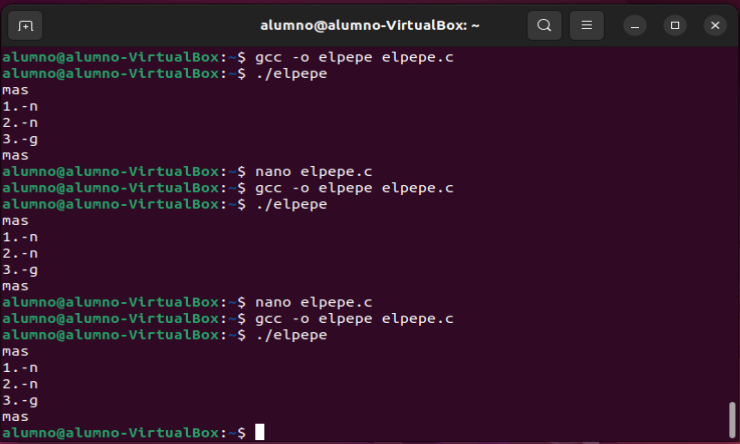 alumno@alumno-VirtualBox: ~
alumno@alumno-VirtualBox:~$ gcc -o elpepe elpepe.c
alumno@alumno-VirtualBox:~$ ./elpepe
mas
1.-n
2.-n
3.-g
mas
alumno@alumno-VirtualBox:~$ nano elpepe.c
alumno@alumno-VirtualBox:~$ gcc -o elpepe elpepe.c
alumno@alumno-VirtualBox:~$ ./elpepe
mas
1.-n
2.-n
3.-g
mas
alumno@alumno-VirtualBox:~$ nano elpepe.c
alumno@alumno-VirtualBox:~$ gcc -o elpepe elpepe.c
alumno@alumno-VirtualBox:~$ ./elpepe
mas
1.-n
2.-n
3.-g
mas
alumno@alumno-VirtualBox:~$